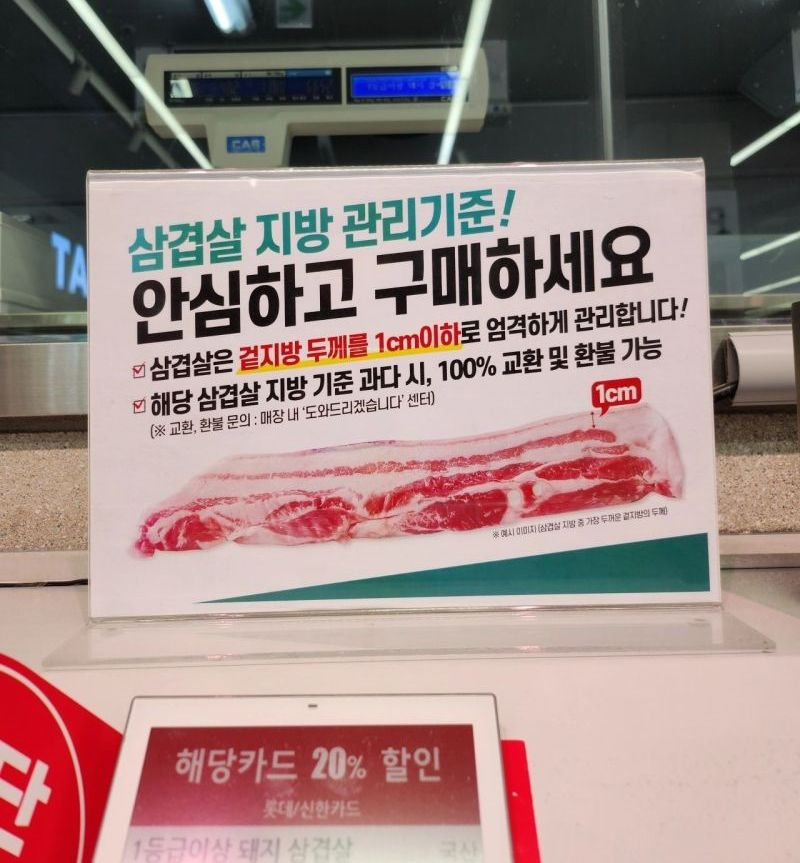 CAS
TA
삼겹살 지방 관리기준!
안심하고 구매하세요
삼겹살은 겉지방 두께를 1cm이하로 엄격하게 관리합니다!
해당 삼겹살 지방 기준 과다 시, 100% 교환 및 환불 가능
(※ 교환, 환불 문의 : 매장 내 '도와드리겠습니다' 센터)
1cm
※ 예시 이미지 (삼겹살 지방 중 가장 두꺼운 겉지방의 두께)
해당카드 20% 할인
롯데/신한카드
1등급이상 돼지 삼겹살 국산
단